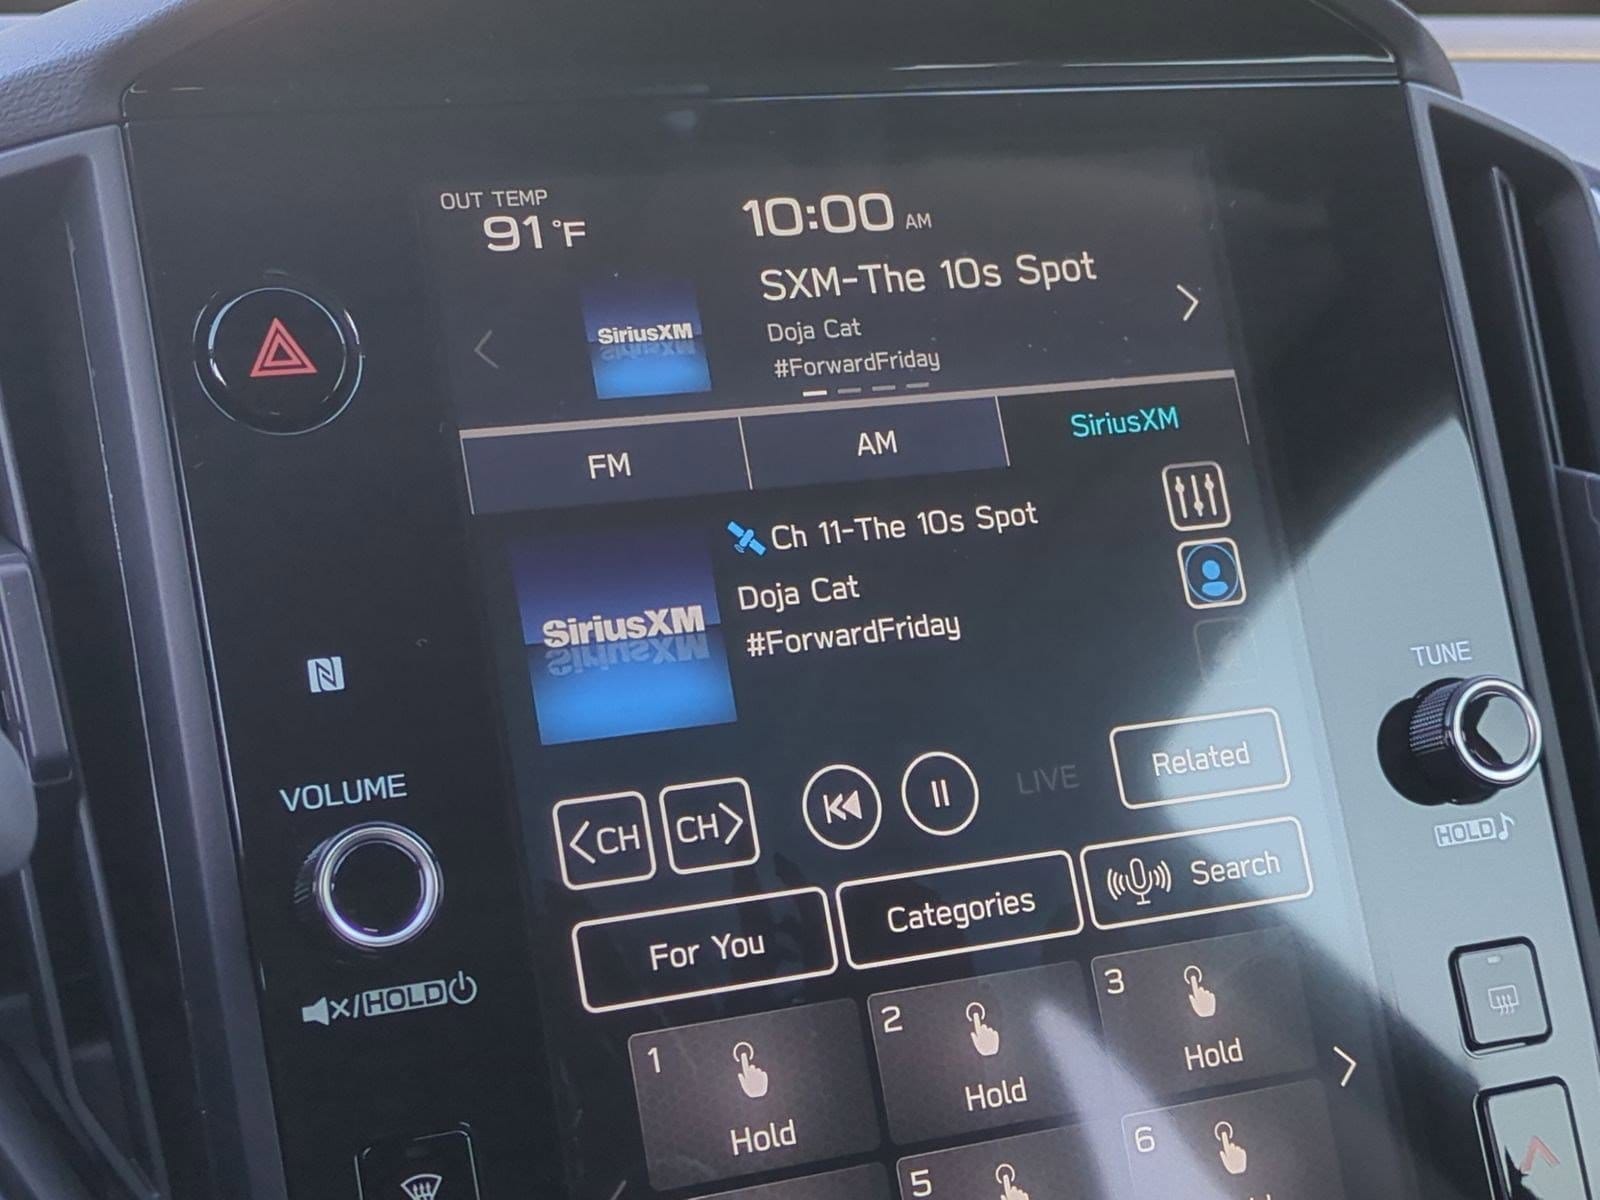 OUT TEMP
91°F
10:00 AM
SXM-The 10s Spot
SiriusXM
Doja Cat
#ForwardFriday
FM
AM
SiriusXM
Ch 11-The 10s Spot
Doja Cat
#ForwardFriday
SiriusXM
TUNE
HOLD
VOLUME
/HOLD
<CH
CH>
LIVE
Related
For You
Categories
Search
1
Hold
2
Hold
3
Hold
5
6